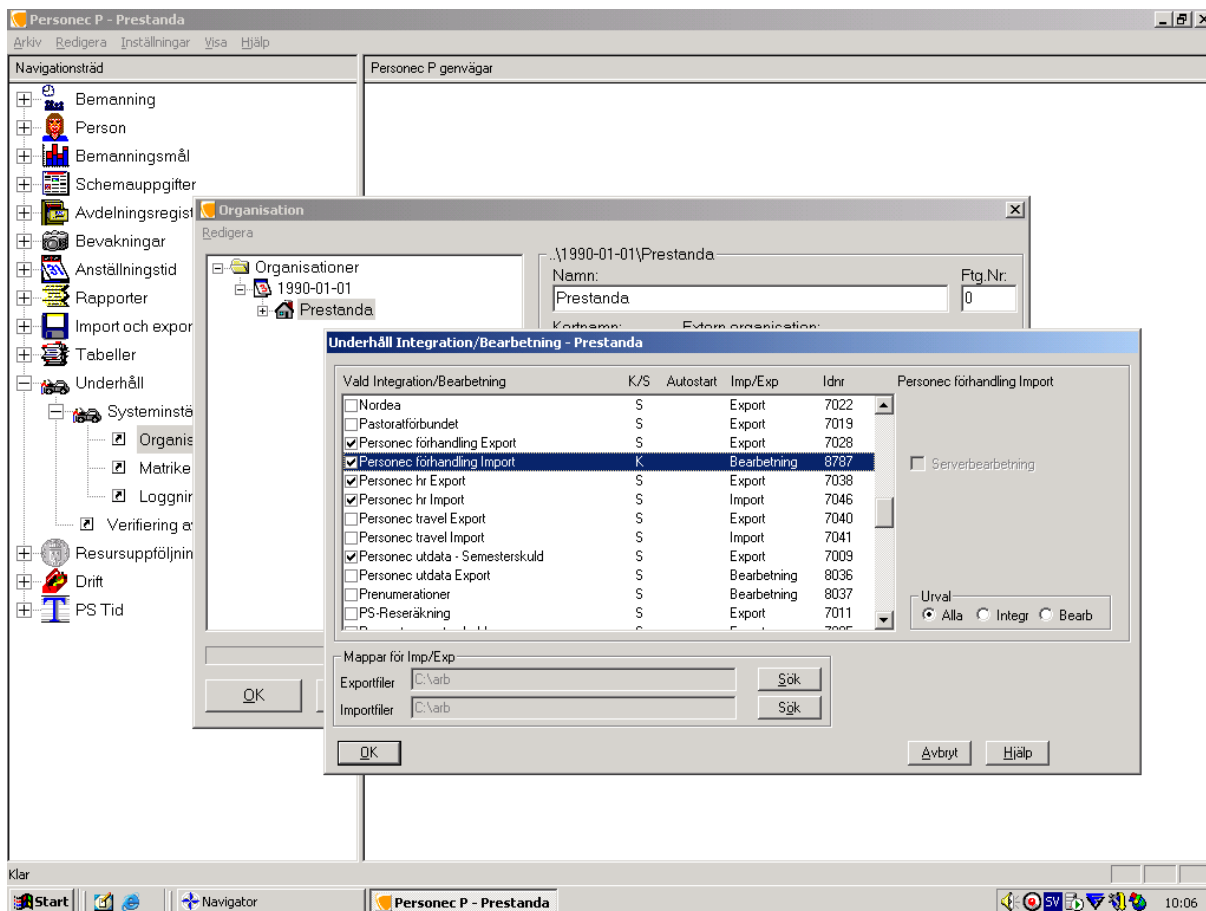 Personec P - Prestanda
Arkiv Redigera Inställningar Visa Hjälp
Navigationsträd
Personec P genvägar
Bemanning
Person
Bemanningsmål
Schemauppgifter
Avdelningsregist
Bevakningar
Anställningstid
Rapporter
Import och expor
Tabeller
Underhåll
Systeminstä
Organis
Matrike
Loggnin
Verifiering a
Resursuppföljnin
Drift
PS Tid
Organisation
Redigera
Organisationer
1990-01-01
Prestanda
..\1990-01-01\Prestanda
Namn: Ftg.Nr:
Prestanda 0
Kortnamn: Extern organisation:
OK
Underhåll Integration/Bearbetning - Prestanda
Vald Integration/Bearbetning K/S Autostart Imp/Exp Idnr
Nordea S Export 7022
Pastoratförbundet S Export 7019
Personec förhandling Export S Export 7028
Personec förhandling Import K Bearbetning 8787
Personec hr Export S Export 7038
Personec hr Import S Import 7046
Personec travel Export S Export 7040
Personec travel Import S Import 7041
Personec utdata - Semesterskuld S Export 7009
Personec utdata Export S Bearbetning 8036
Prenumerationer S Bearbetning 8037
PS-Reseräkning S Export 7011
Personec förhandling Import
Serverbearbetning
Urval
Alla Integr Bearb
Mappar för Imp/Exp
Exportfiler C:\arb Sök
Importfiler C:\arb Sök
OK Avbryt Hjälp
Klar
Start Navigator Personec P - Prestanda SV 10:06